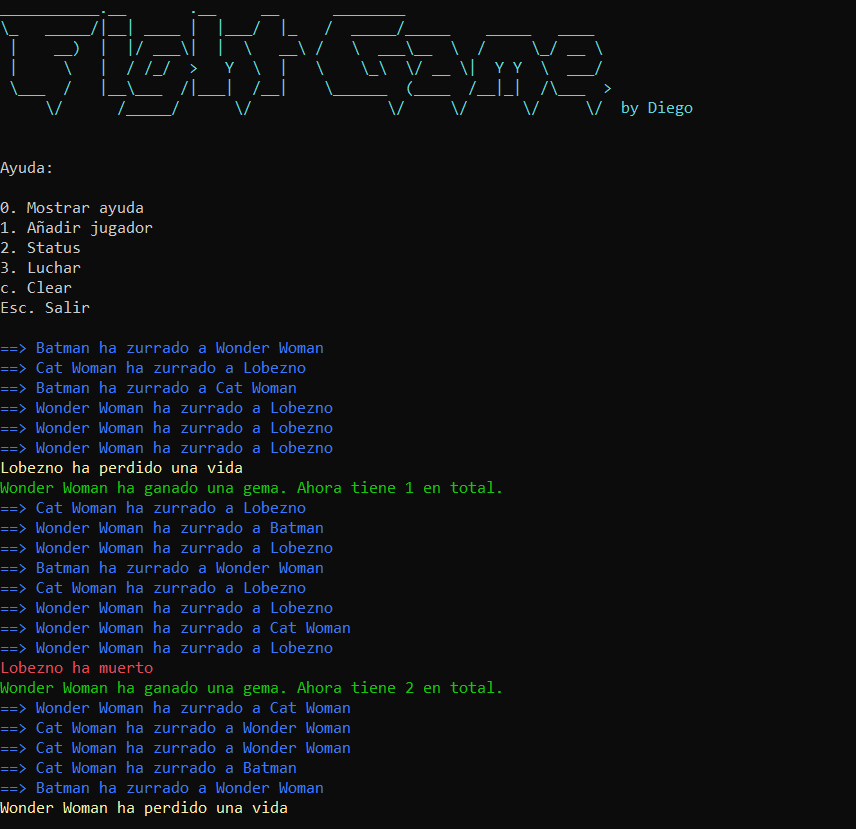 Fight Game
by Diego
Ayuda:
0. Mostrar ayuda
1. Añadir jugador
2. Status
3. Luchar
c. Clear
Esc. Salir
==> Batman ha zurrado a Wonder Woman
==> Cat Woman ha zurrado a Lobezno
==> Batman ha zurrado a Cat Woman
==> Wonder Woman ha zurrado a Lobezno
==> Wonder Woman ha zurrado a Lobezno
==> Wonder Woman ha zurrado a Lobezno
Lobezno ha perdido una vida
Wonder Woman ha ganado una gema. Ahora tiene 1 en total.
==> Cat Woman ha zurrado a Lobezno
==> Wonder Woman ha zurrado a Batman
==> Wonder Woman ha zurrado a Lobezno
==> Batman ha zurrado a Wonder Woman
==> Cat Woman ha zurrado a Lobezno
==> Wonder Woman ha zurrado a Lobezno
==> Wonder Woman ha zurrado a Cat Woman
==> Wonder Woman ha zurrado a Lobezno
Lobezno ha muerto
Wonder Woman ha ganado una gema. Ahora tiene 2 en total.
==> Wonder Woman ha zurrado a Cat Woman
==> Cat Woman ha zurrado a Wonder Woman
==> Cat Woman ha zurrado a Wonder Woman
==> Cat Woman ha zurrado a Batman
==> Batman ha zurrado a Wonder Woman
Wonder Woman ha perdido una vida